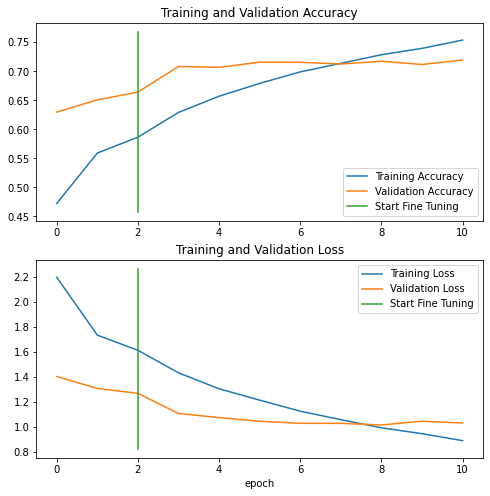 Training and Validation Accuracy
0.75
0.70
0.65
0.60
0.55
0.50
0.45
Training Accuracy
Validation Accuracy
Start Fine Tuning
0 2 4 6 8 10
Training and Validation Loss
2.2
2.0
1.8
1.6
1.4
1.2
1.0
0.8
Training Loss
Validation Loss
Start Fine Tuning
0 2 4 6 8 10
epoch